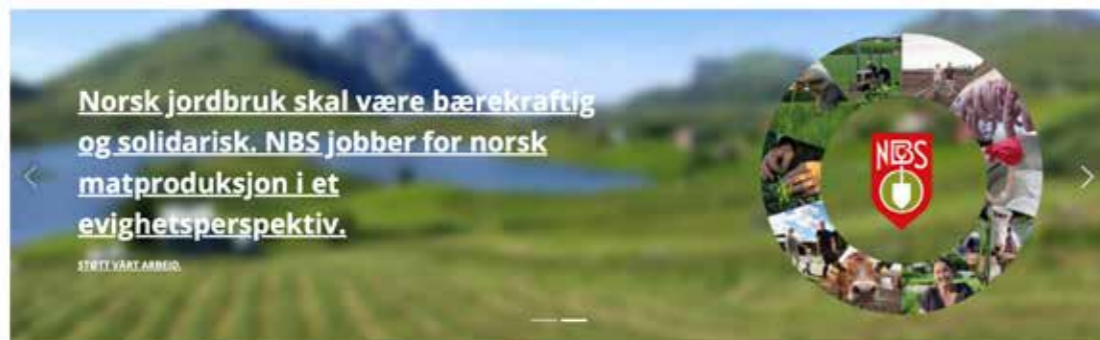 Norsk jordbruk skal være bærekraftig
og solidarisk. NBS jobber for norsk
matproduksjon i et
evighetsperspektiv.
STØTT VÅRT ARBEID.
NBS